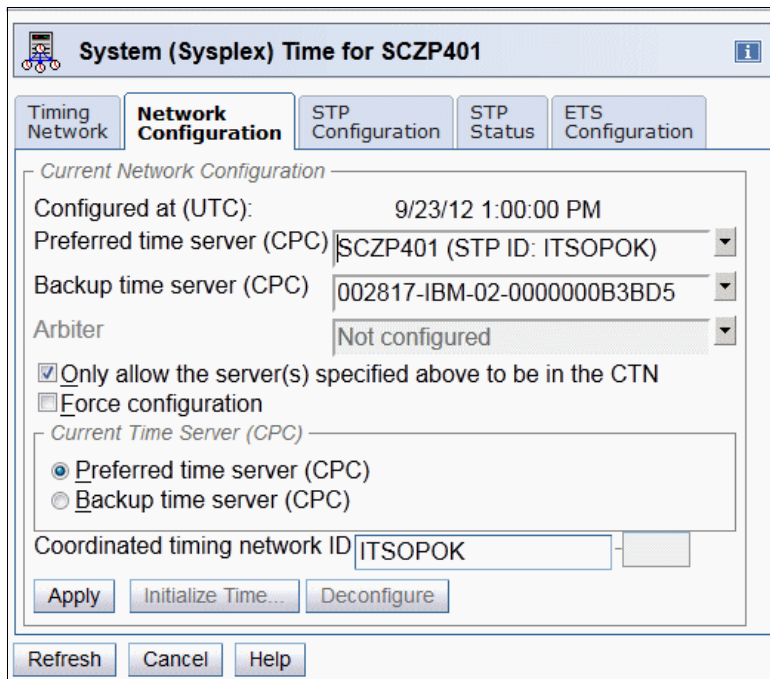 System (Sysplex) Time for SCZP401
i
Timing Network
Network Configuration
STP Configuration
STP Status
ETS Configuration
Current Network Configuration
Configured at (UTC): 9/23/12 1:00:00 PM
Preferred time server (CPC) SCZP401 (STP ID: ITSOPOK)
Backup time server (CPC) 002817-IBM-02-0000000B3BD5
Arbiter Not configured
Only allow the server(s) specified above to be in the CTN
Force configuration
Current Time Server (CPC)
Preferred time server (CPC)
Backup time server (CPC)
Coordinated timing network ID ITSOPOK -
Apply Initialize Time... Deconfigure
Refresh Cancel Help